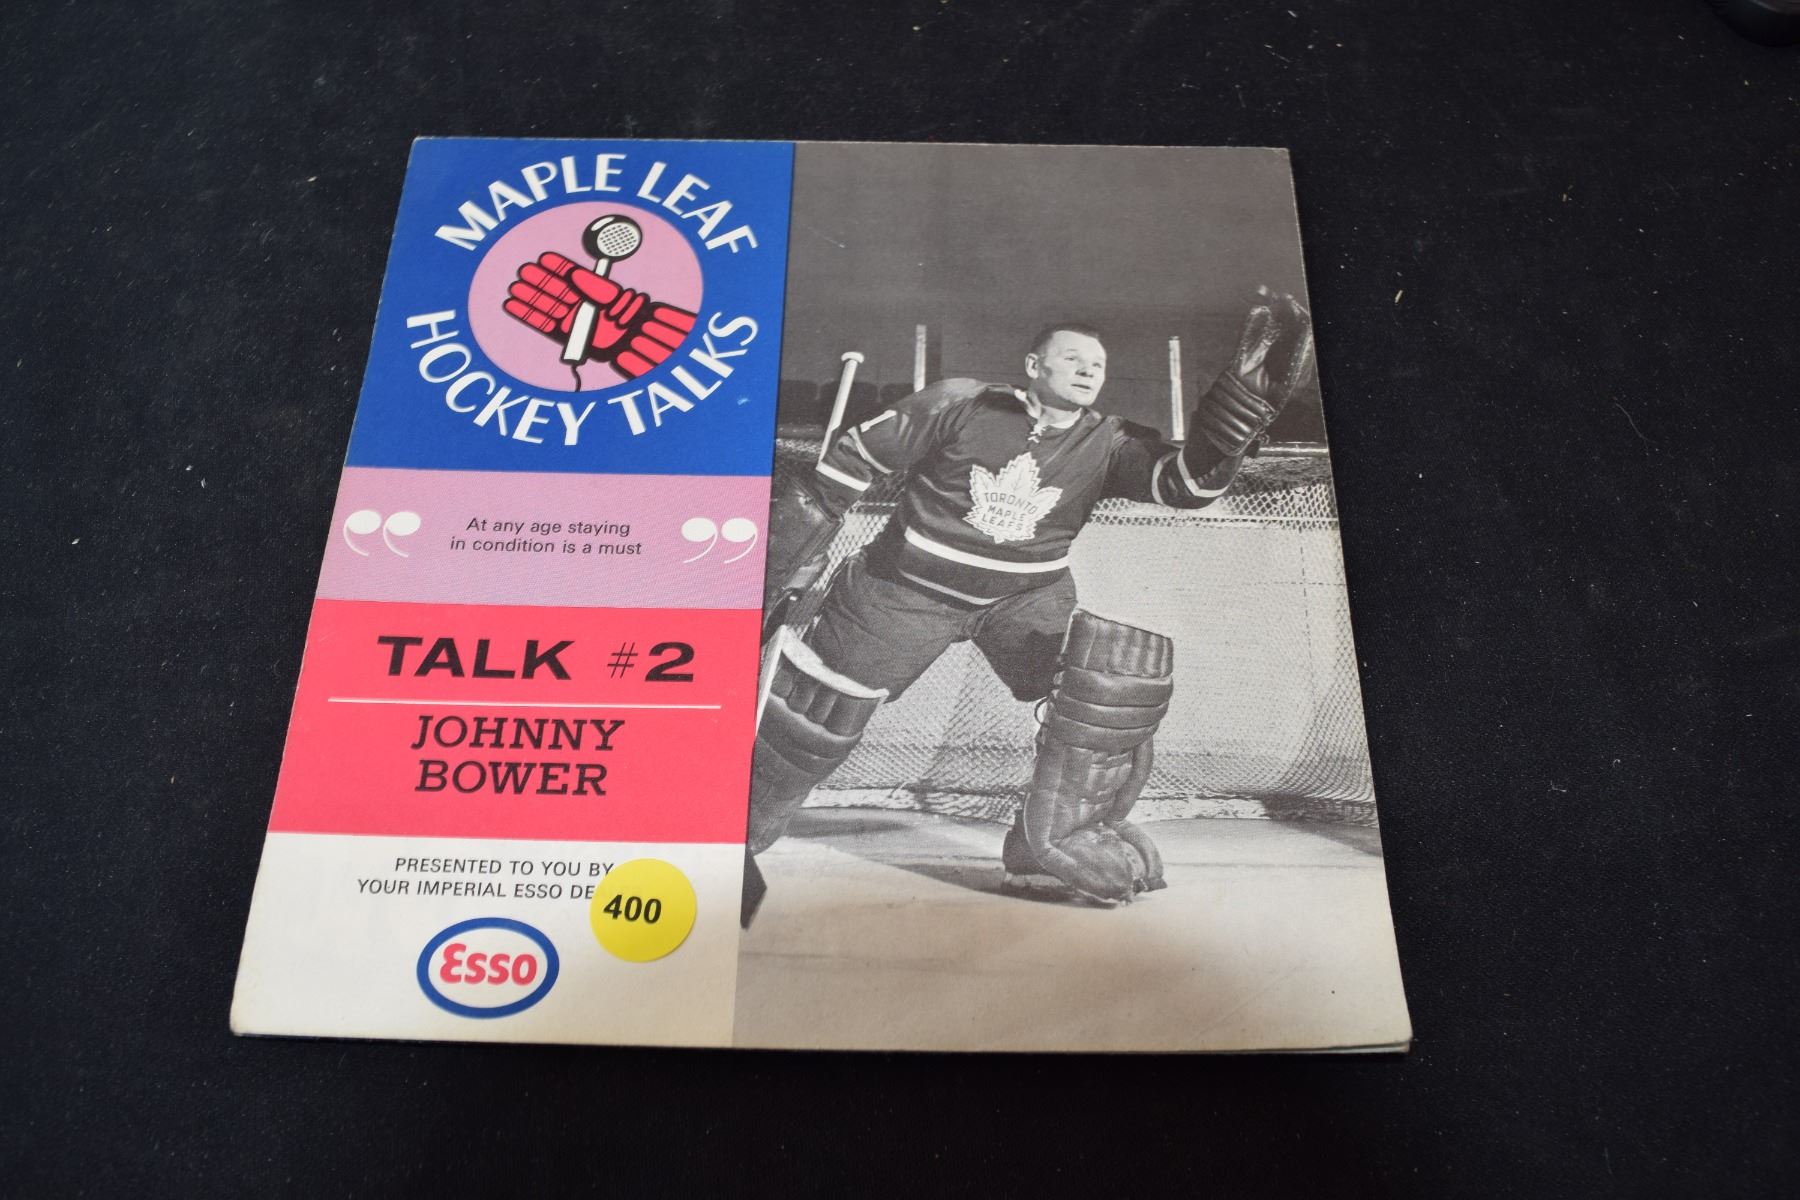 MAPLE LEAF
HOCKEY TALKS
At any age staying
in condition is a must
TALK #2
JOHNNY
BOWER
PRESENTED TO YOU BY
YOUR IMPERIAL ESSO
400
Esso
TORONTO
MAPLE
LEAFS
1